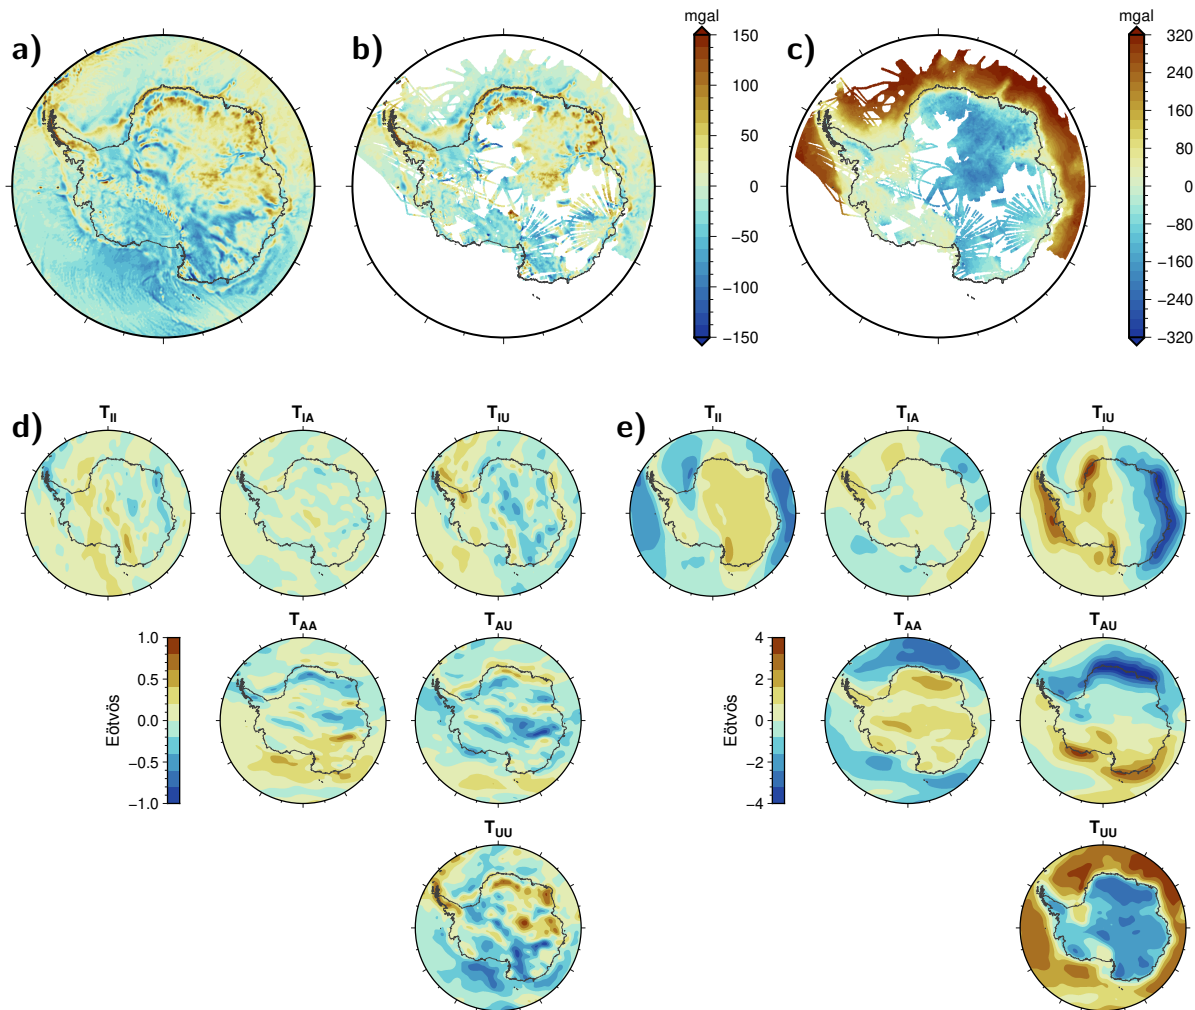 a)
b)
mgal
150
100
50
0
−50
−100
−150
c)
mgal
320
240
160
80
0
−80
−160
−240
−320
d)
T_II
T_IA
T_IU
e)
T_II
T_IA
T_IU
T_AA
T_AU
1.0
0.5
0.0
−0.5
−1.0
Eötvös
T_AA
T_AU
4
2
0
−2
−4
Eötvös
T_UU
T_UU